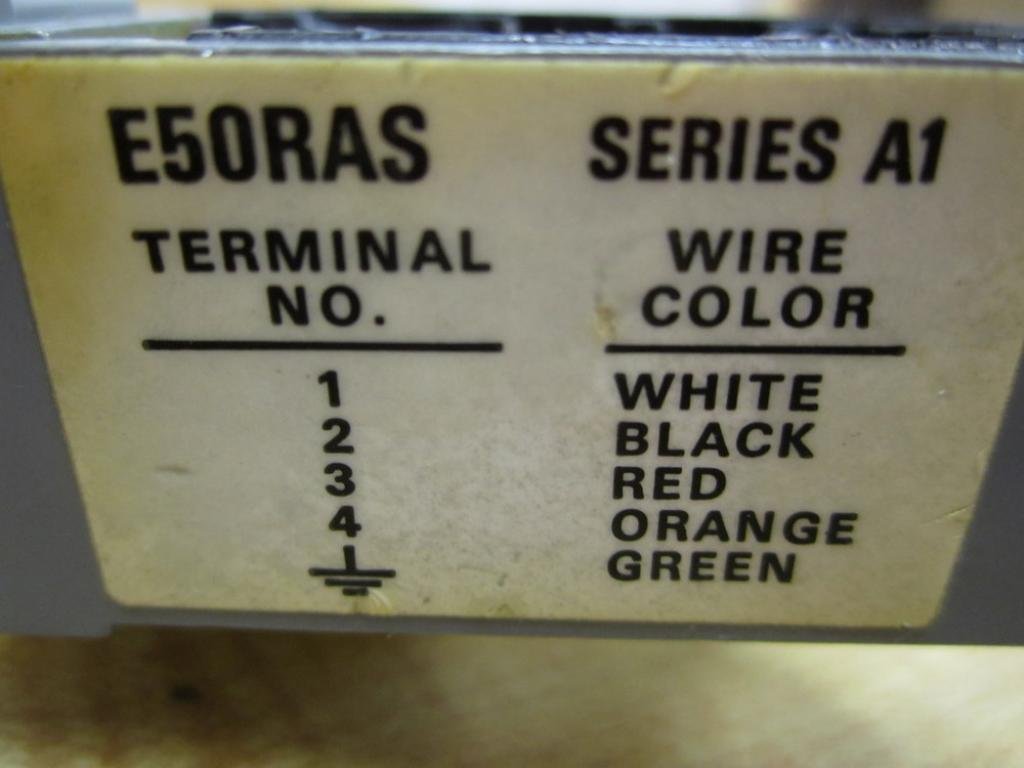 E50RAS SERIES A1
TERMINAL NO. WIRE COLOR
1 WHITE
2 BLACK
3 RED
4 ORANGE
⏚ GREEN